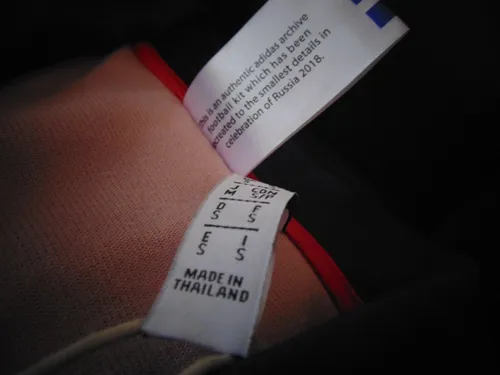 This is an authentic adidas archive
football kit which has been
recreated to the smallest details in
celebration of Russia 2018.
D F
S S
E I
S S
MADE IN
THAILAND